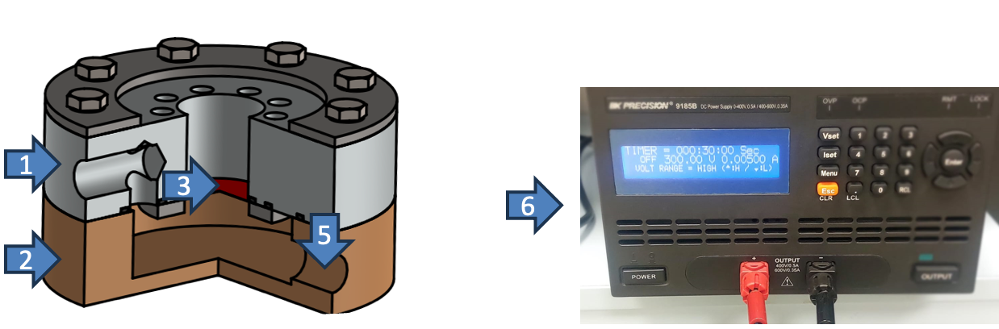 1
2
3
5
6
BK PRECISION® 9185B DC Power Supply 0-400V.0.5A / 400-600V.0.35A
OVP OCP RMT LOCK
TIMER = 000:30:00 Sec
OFF 300.00 V 0.00500 A
VOLT RANGE = HIGH (▲:H / ▼:L)
Vset 1 2 3
Iset 4 5 6
Menu 7 8 9
Esc . 0 RCL
CLR LCL
Enter
POWER
+ OUTPUT -
400V/0.5A
600V/0.35A
OUTPUT